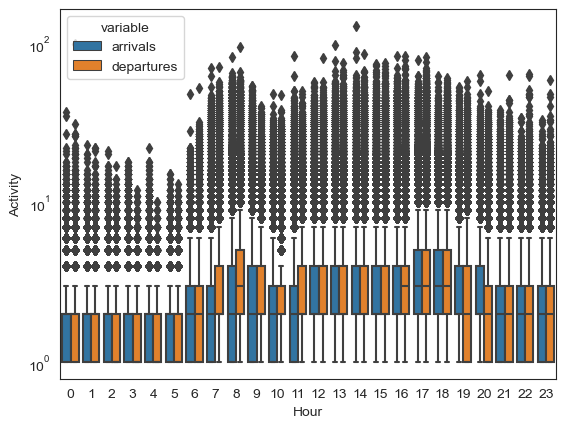 variable
arrivals
departures
10²
10¹
10⁰
Activity
0 1 2 3 4 5 6 7 8 9 10 11 12 13 14 15 16 17 18 19 20 21 22 23
Hour